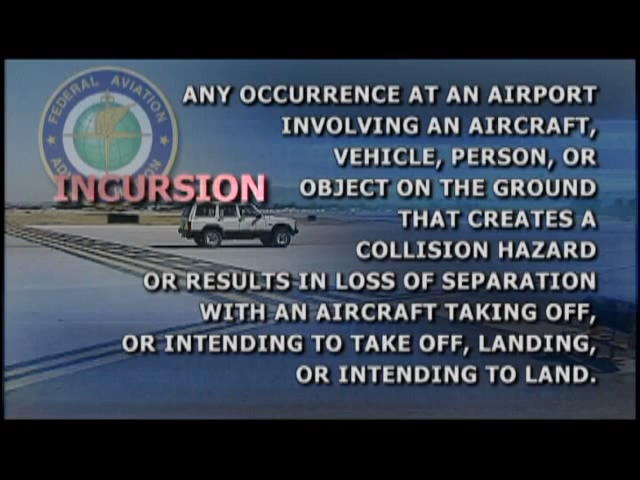 FEDERAL AVIATION
ANY OCCURRENCE AT AN AIRPORT
INVOLVING AN AIRCRAFT,
VEHICLE, PERSON, OR
INCURSION
OBJECT ON THE GROUND
THAT CREATES A
COLLISION HAZARD
OR RESULTS IN LOSS OF SEPARATION
WITH AN AIRCRAFT TAKING OFF,
OR INTENDING TO TAKE OFF, LANDING,
OR INTENDING TO LAND.